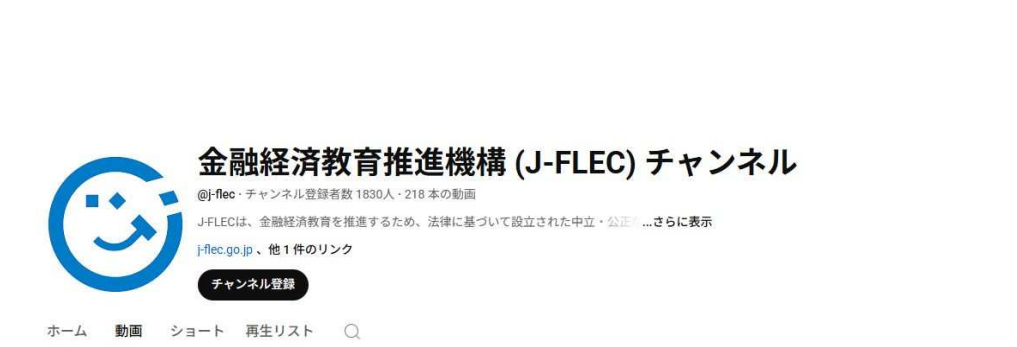 金融経済教育推進機構 (J-FLEC) チャンネル
@j-flec · チャンネル登録者数 1830人 · 218 本の動画
J-FLECは、金融経済教育を推進するため、法律に基づいて設立された中立・公正 ...さらに表示
j-flec.go.jp 、他 1 件のリンク
チャンネル登録
ホーム 動画 ショート 再生リスト